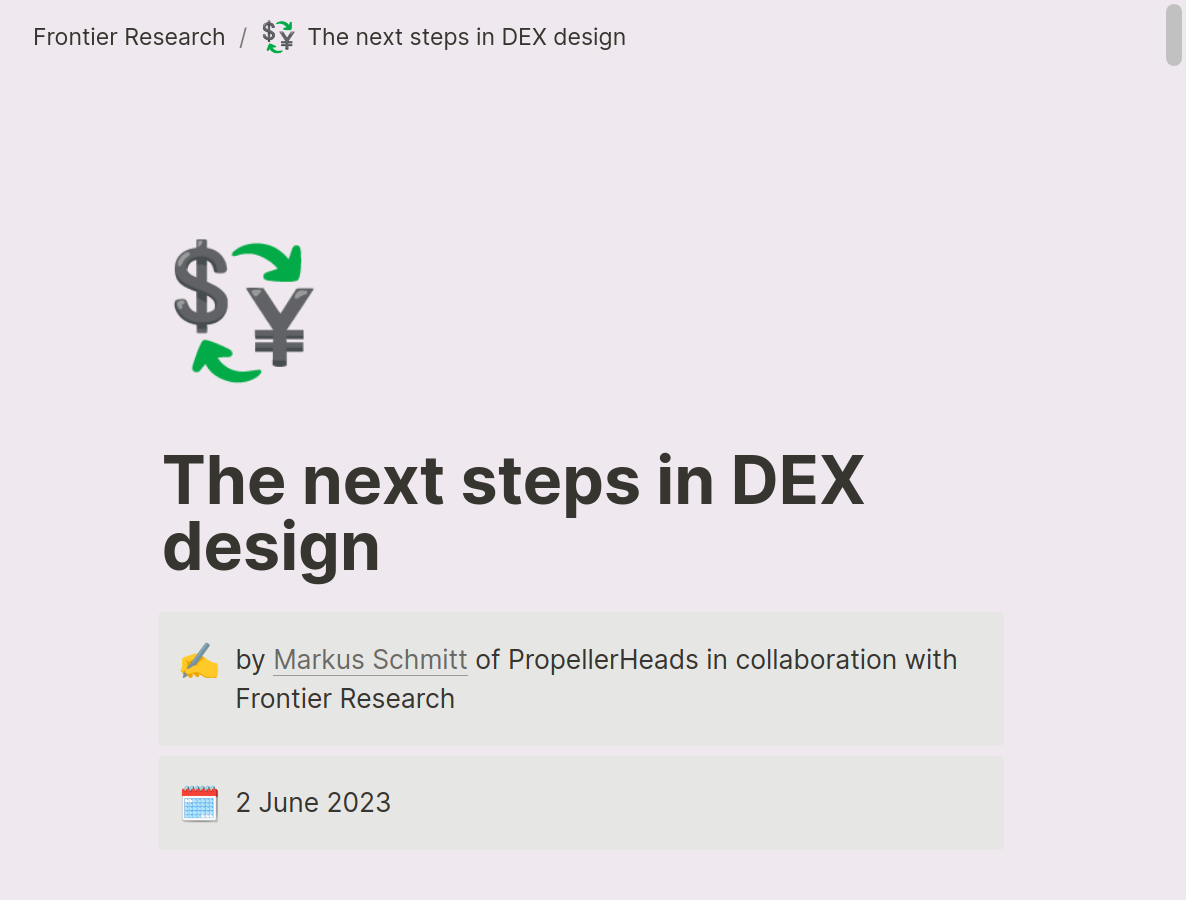 Frontier Research / 💱 The next steps in DEX design
The next steps in DEX
design
by Markus Schmitt of PropellerHeads in collaboration with
Frontier Research
2 June 2023